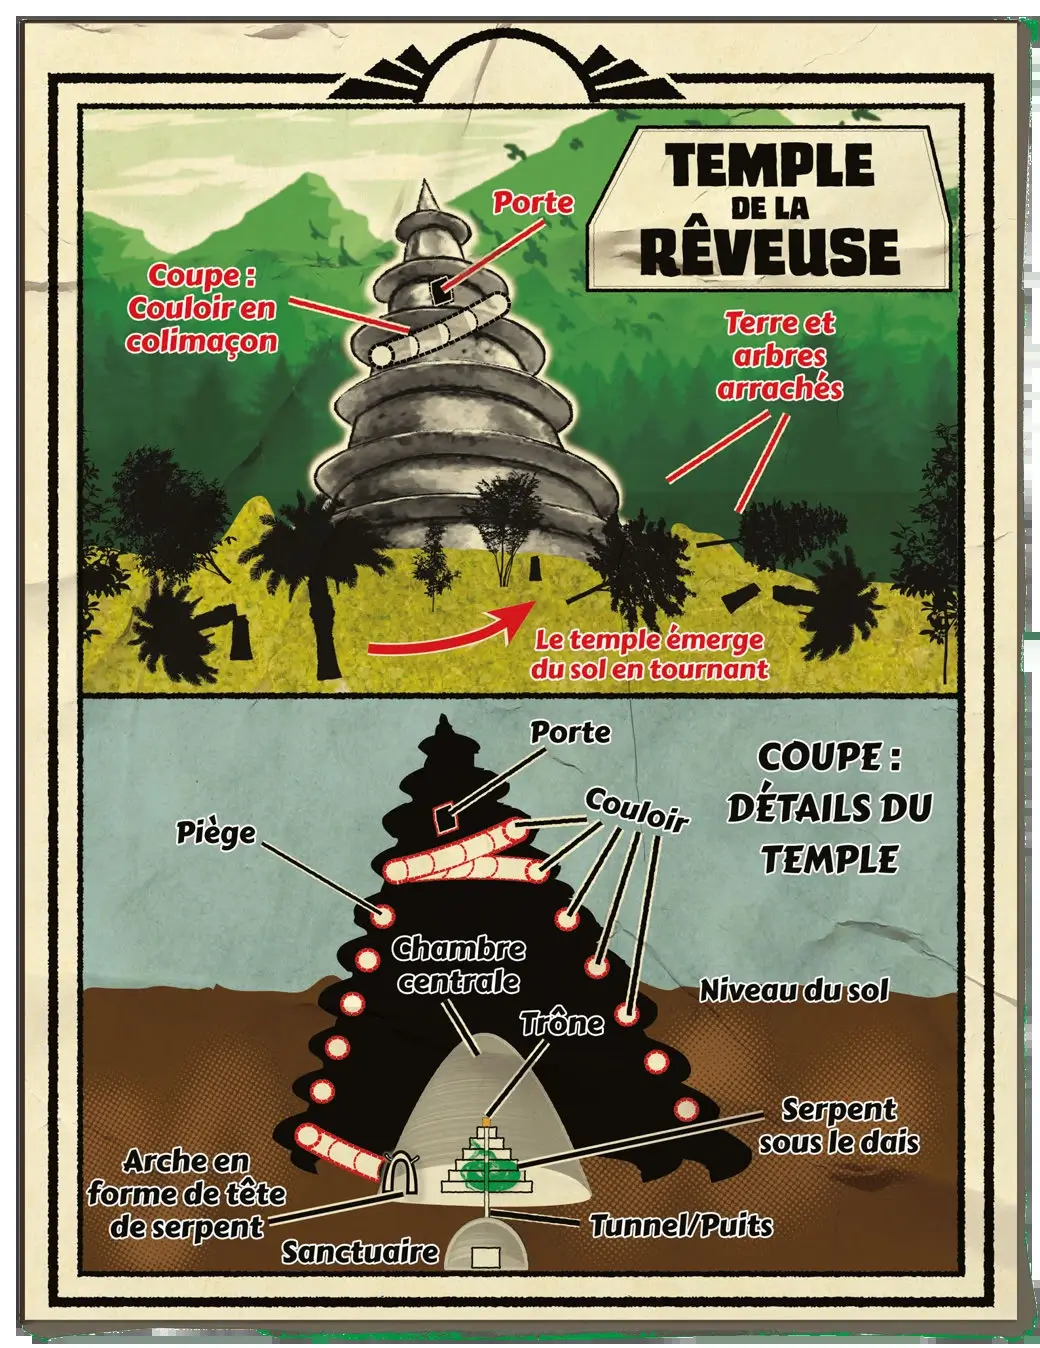 TEMPLE
DE LA
RÊVEUSE
Porte
Coupe :
Couloir en
colimaçon
Terre et
arbres
arrachés
Le temple émerge
du sol en tournant
Porte
COUPE :
DÉTAILS DU
TEMPLE
Couloir
Piège
Chambre
centrale
Niveau du sol
Trône
Serpent
sous le dais
Arche en
forme de tête
de serpent
Tunnel/Puits
Sanctuaire